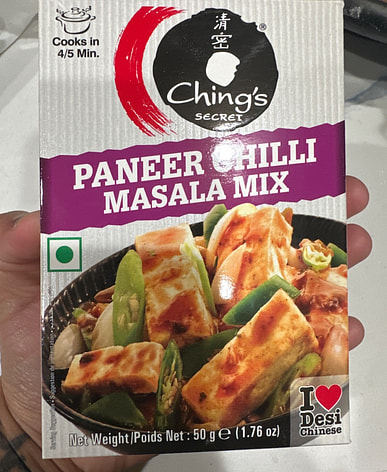 Cooks in
4/5 Min.
清
密
Ching's
SECRET
PANEER CHILLI
MASALA MIX
Net Weight/Poids Net : 50 g ℮ (1.76 oz)
I ❤
Desi
Chinese